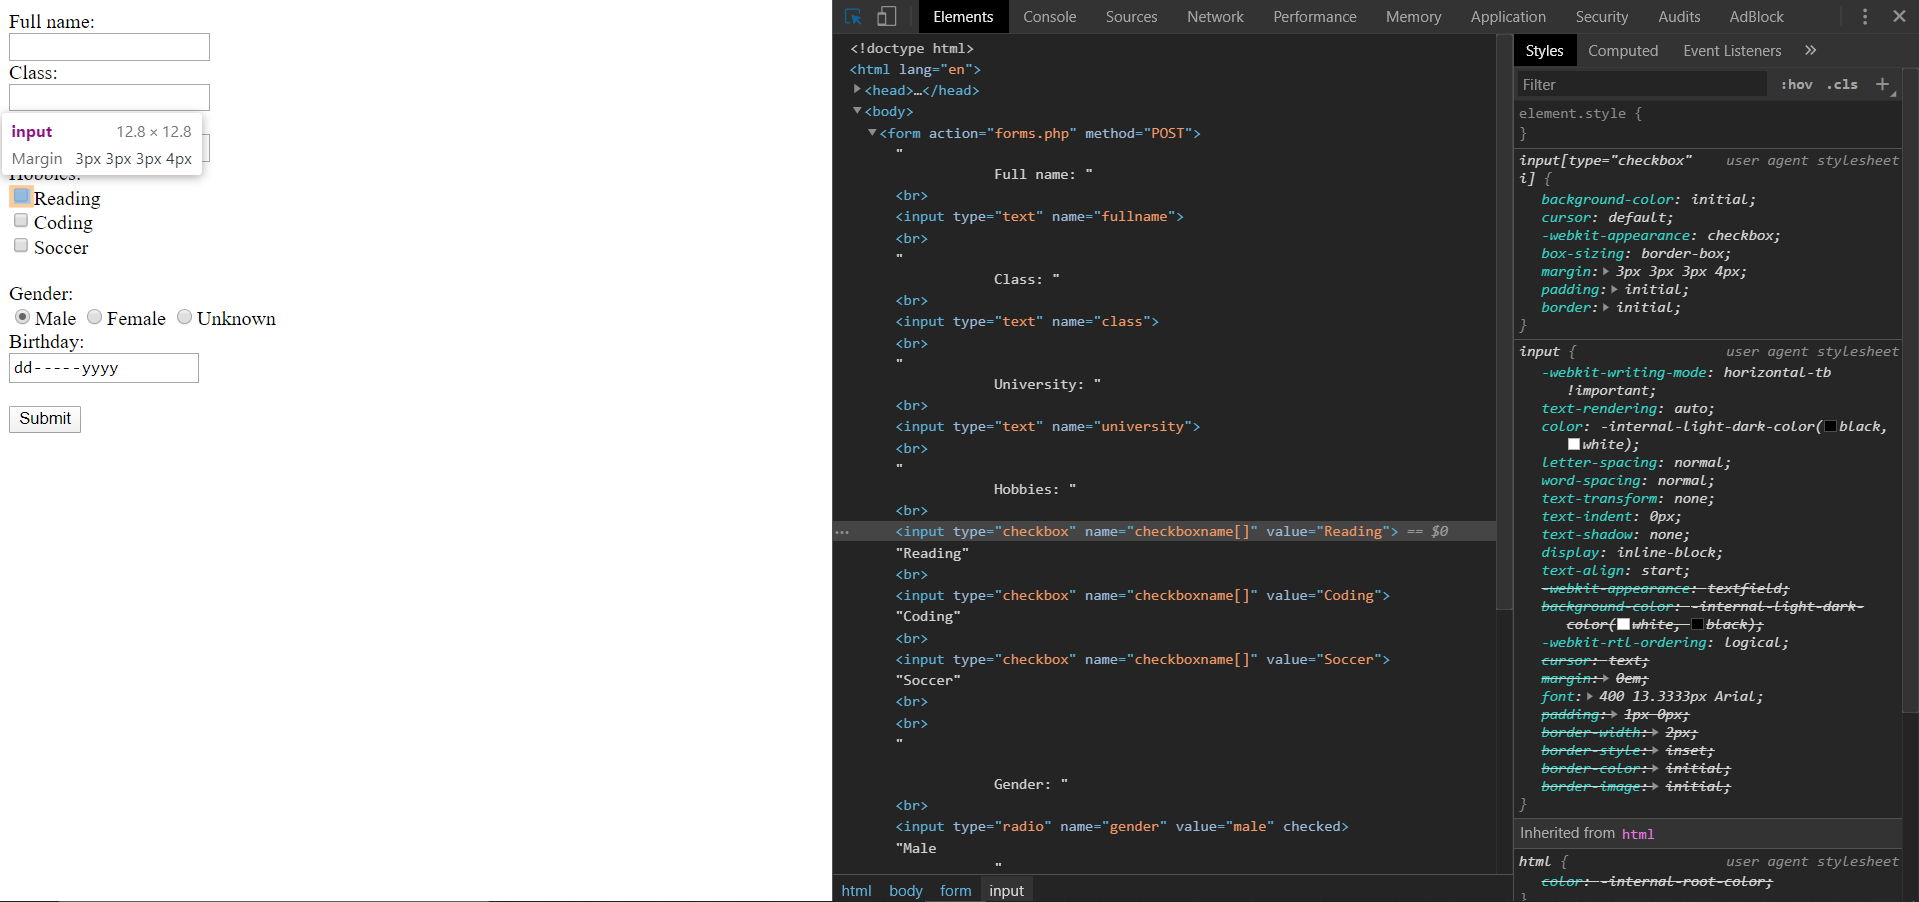 Full name:
Class:
input 12.8 × 12.8
Margin 3px 3px 3px 4px
Hobbies:
Reading
Coding
Soccer
Gender:
Male Female Unknown
Birthday:
dd-----yyyy
Submit
Elements Console Sources Network Performance Memory Application Security Audits AdBlock
<!doctype html>
<html lang="en">
<head>…</head>
<body>
<form action="forms.php" method="POST">
"
Full name: "
<br>
<input type="text" name="fullname">
<br>
"
Class: "
<br>
<input type="text" name="class">
<br>
"
University: "
<br>
<input type="text" name="university">
<br>
"
Hobbies: "
<br>
<input type="checkbox" name="checkboxname[]" value="Reading"> == $0
"Reading"
<br>
<input type="checkbox" name="checkboxname[]" value="Coding">
"Coding"
<br>
<input type="checkbox" name="checkboxname[]" value="Soccer">
"Soccer"
<br>
<br>
"
Gender: "
<br>
<input type="radio" name="gender" value="male" checked>
"Male
"
html body form input
Styles Computed Event Listeners »
Filter :hov .cls +
element.style {
}
input[type="checkbox" user agent stylesheet
i] {
background-color: initial;
cursor: default;
-webkit-appearance: checkbox;
box-sizing: border-box;
margin: 3px 3px 3px 4px;
padding: initial;
border: initial;
}
input { user agent stylesheet
-webkit-writing-mode: horizontal-tb
!important;
text-rendering: auto;
color: -internal-light-dark-color(black,
white);
letter-spacing: normal;
word-spacing: normal;
text-transform: none;
text-indent: 0px;
text-shadow: none;
display: inline-block;
text-align: start;
-webkit-appearance: textfield;
background-color: -internal-light-dark-
color(white, black);
-webkit-rtl-ordering: logical;
cursor: text;
margin: 0em;
font: 400 13.3333px Arial;
padding: 1px 0px;
border-width: 2px;
border-style: inset;
border-color: initial;
border-image: initial;
}
Inherited from html
html { user agent stylesheet
color: -internal-root-color;
}